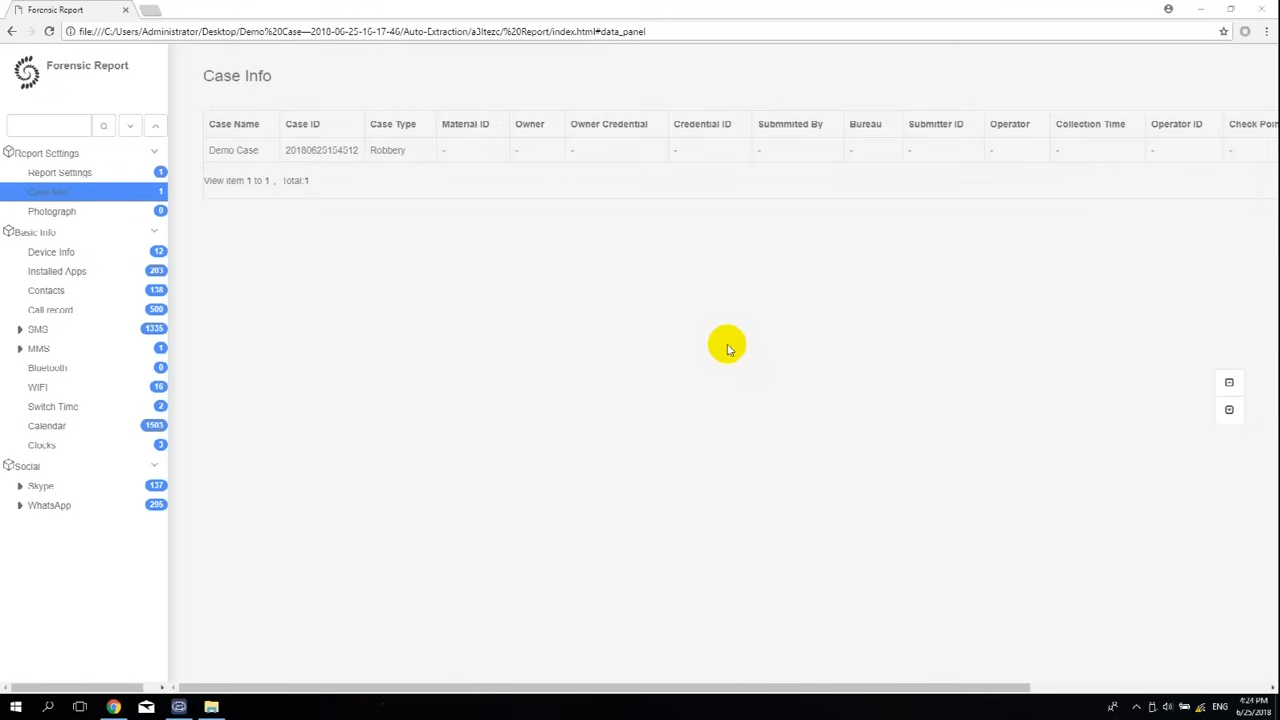 Forensic Report
file:///C:/Users/Administrator/Desktop/Demo%20Case—2018-06-25-16-17-46/Auto-Extraction/a3ltezc/%20Report/index.html#data_panel
Forensic Report
Report Settings
Report Settings 1
Case Info 1
Photograph 0
Basic Info
Device Info 12
Installed Apps 203
Contacts 138
Call record 500
SMS 1335
MMS 1
Bluetooth 0
WIFI 16
Switch Time 2
Calendar 1503
Clocks 3
Social
Skype 137
WhatsApp 295
Case Info
Case Name Case ID Case Type Material ID Owner Owner Credential Credential ID Submmited By Bureau Submitter ID Operator Collection Time Operator ID Check Poin
Demo Case 20180625154512 Robbery - - - - - - - - - - -
View item 1 to 1 , Total:1
ENG
4:24 PM
6/25/2018